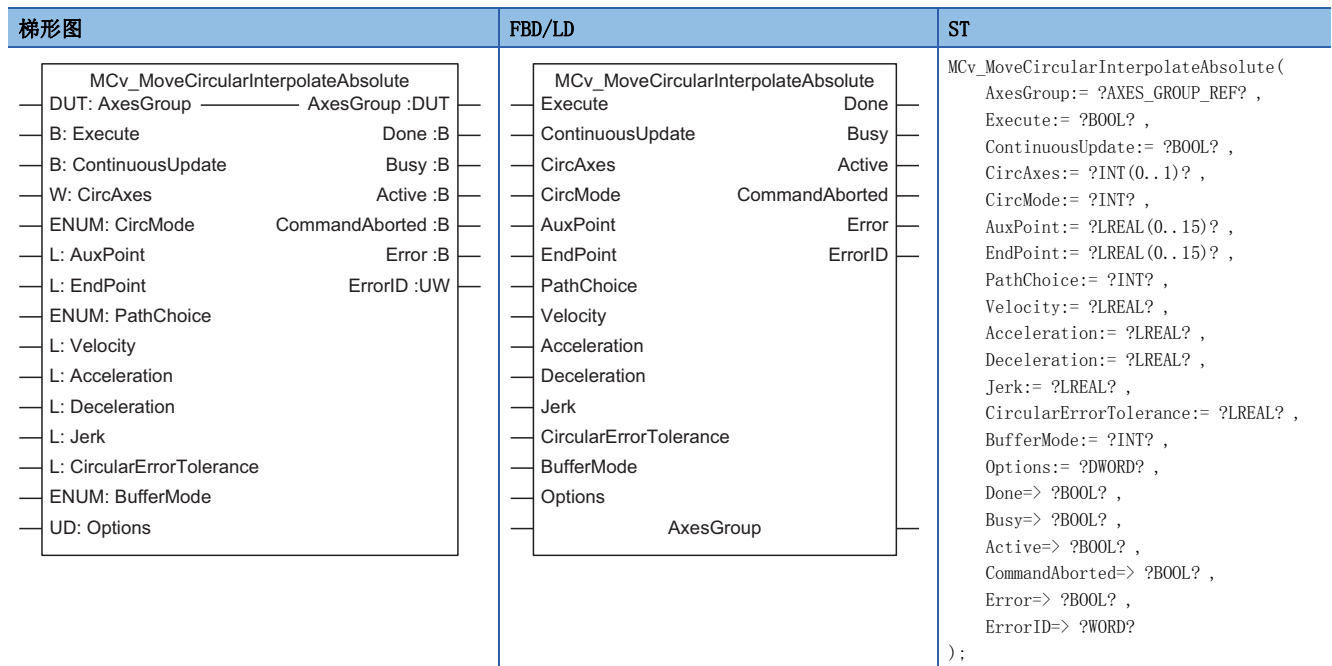 梯形图
FBD/LD
ST
MCv_MoveCircularInterpolateAbsolute
DUT: AxesGroup
AxesGroup :DUT
B: Execute
Done :B
B: ContinuousUpdate
Busy :B
W: CircAxes
Active :B
ENUM: CircMode
CommandAborted :B
L: AuxPoint
Error :B
L: EndPoint
ErrorID :UW
ENUM: PathChoice
L: Velocity
L: Acceleration
L: Deceleration
L: Jerk
L: CircularErrorTolerance
ENUM: BufferMode
UD: Options
MCv_MoveCircularInterpolateAbsolute
Execute
Done
ContinuousUpdate
Busy
CircAxes
Active
CircMode
CommandAborted
AuxPoint
Error
EndPoint
ErrorID
PathChoice
Velocity
Acceleration
Deceleration
Jerk
CircularErrorTolerance
BufferMode
Options
AxesGroup
MCv_MoveCircularInterpolateAbsolute(
AxesGroup:= ?AXES_GROUP_REF? ,
Execute:= ?BOOL? ,
ContinuousUpdate:= ?BOOL? ,
CircAxes:= ?INT(0..1)? ,
CircMode:= ?INT? ,
AuxPoint:= ?LREAL(0..15)? ,
EndPoint:= ?LREAL(0..15)? ,
PathChoice:= ?INT? ,
Velocity:= ?LREAL? ,
Acceleration:= ?LREAL? ,
Deceleration:= ?LREAL? ,
Jerk:= ?LREAL? ,
CircularErrorTolerance:= ?LREAL? ,
BufferMode:= ?INT? ,
Options:= ?DWORD? ,
Done=> ?BOOL? ,
Busy=> ?BOOL? ,
Active=> ?BOOL? ,
CommandAborted=> ?BOOL? ,
Error=> ?BOOL? ,
ErrorID=> ?WORD?
);